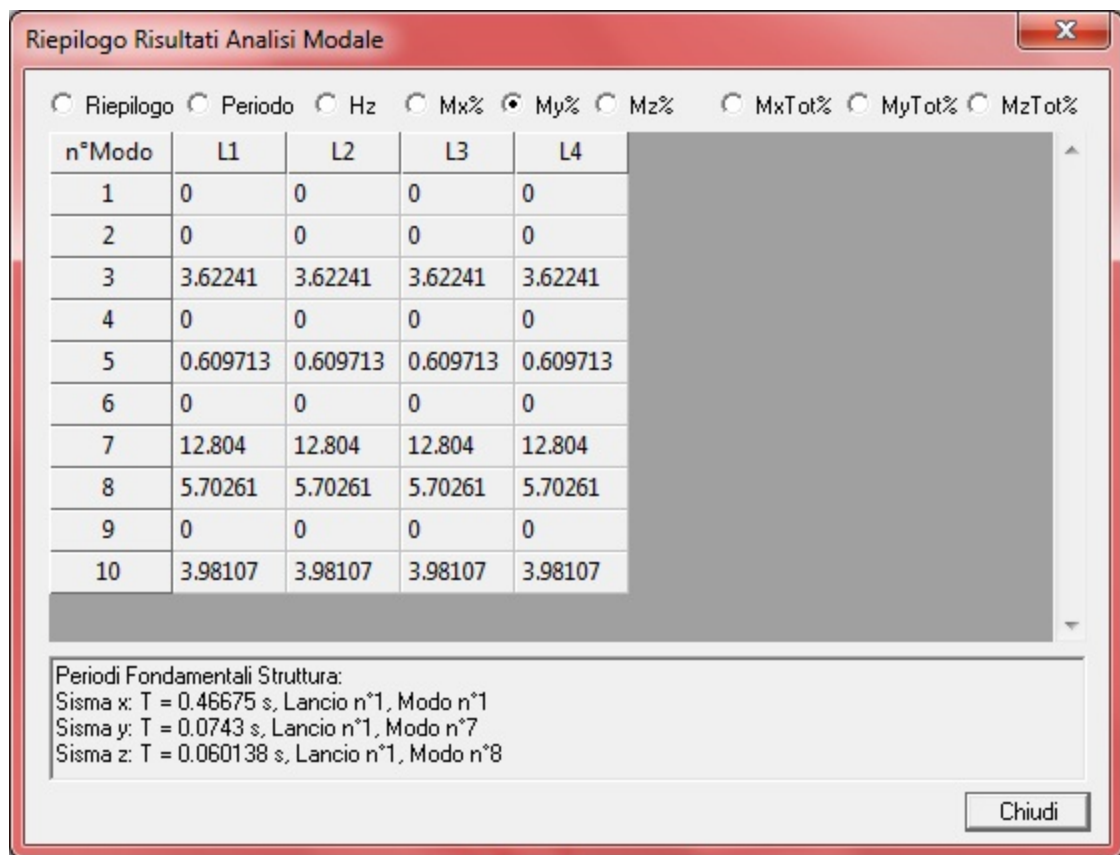 Riepilogo Risultati Analisi Modale
x
Riepilogo Periodo Hz Mx% My% Mz% MxTot% MyTot% MzTot%
n°Modo L1 L2 L3 L4
1 0 0 0 0
2 0 0 0 0
3 3.62241 3.62241 3.62241 3.62241
4 0 0 0 0
5 0.609713 0.609713 0.609713 0.609713
6 0 0 0 0
7 12.804 12.804 12.804 12.804
8 5.70261 5.70261 5.70261 5.70261
9 0 0 0 0
10 3.98107 3.98107 3.98107 3.98107
Periodi Fondamentali Struttura:
Sisma x: T = 0.46675 s, Lancio n°1, Modo n°1
Sisma y: T = 0.0743 s, Lancio n°1, Modo n°7
Sisma z: T = 0.060138 s, Lancio n°1, Modo n°8
Chiudi